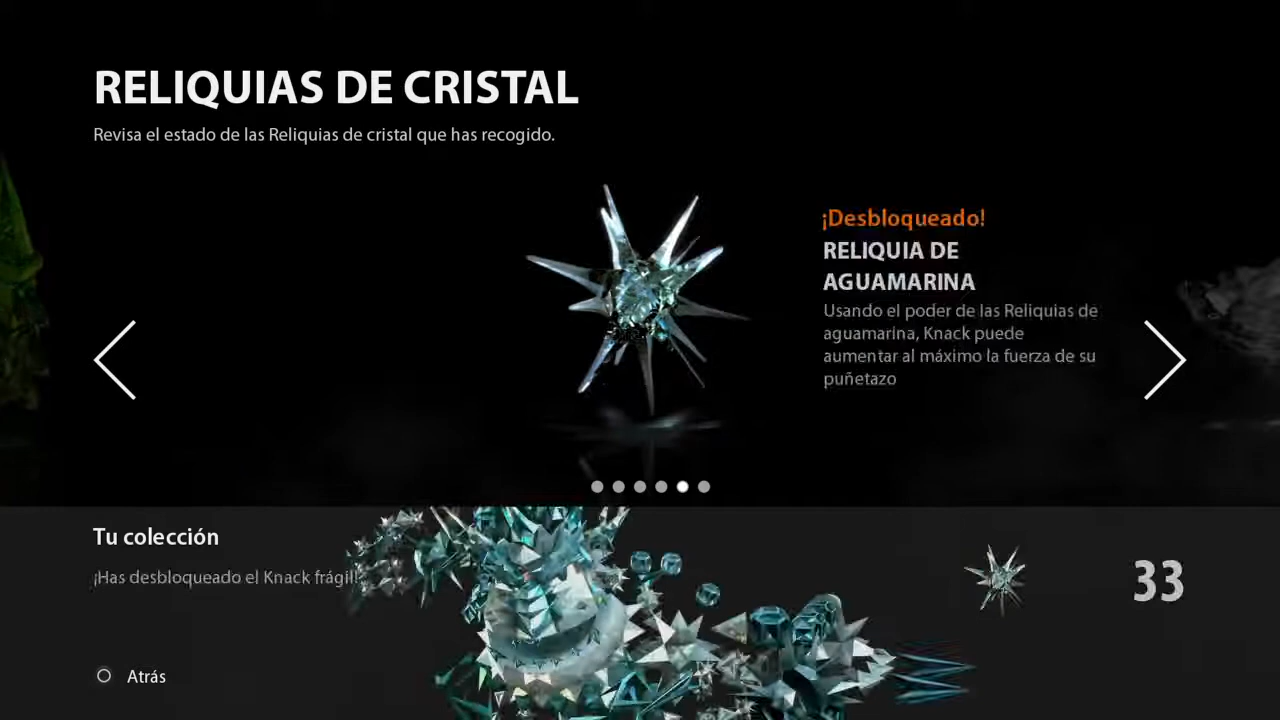 RELIQUIAS DE CRISTAL
Revisa el estado de las Reliquias de cristal que has recogido.
¡Desbloqueado!
RELIQUIA DE
AGUAMARINA
Usando el poder de las Reliquias de
aguamarina, Knack puede
aumentar al máximo la fuerza de su
puñetazo
Tu colección
¡Has desbloqueado el Knack frágil!
33
Atrás